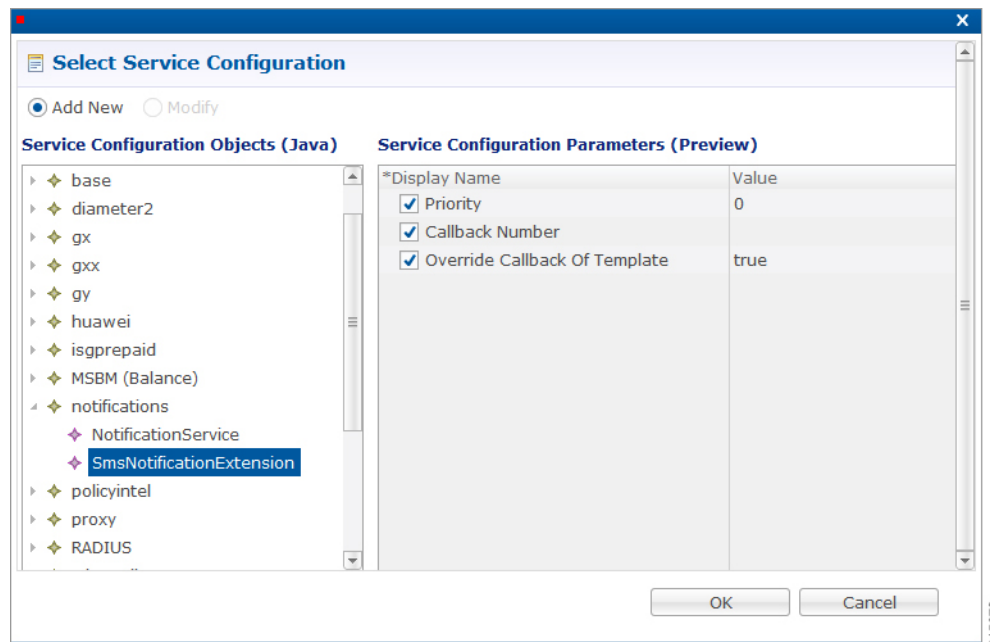 X
Select Service Configuration
Add New Modify
Service Configuration Objects (Java)
base
diameter2
gx
gxx
gy
huawei
isgprepaid
MSBM (Balance)
notifications
NotificationService
SmsNotificationExtension
policyintel
proxy
RADIUS
Service Configuration Parameters (Preview)
*Display Name Value
Priority 0
Callback Number
Override Callback Of Template true
OK Cancel